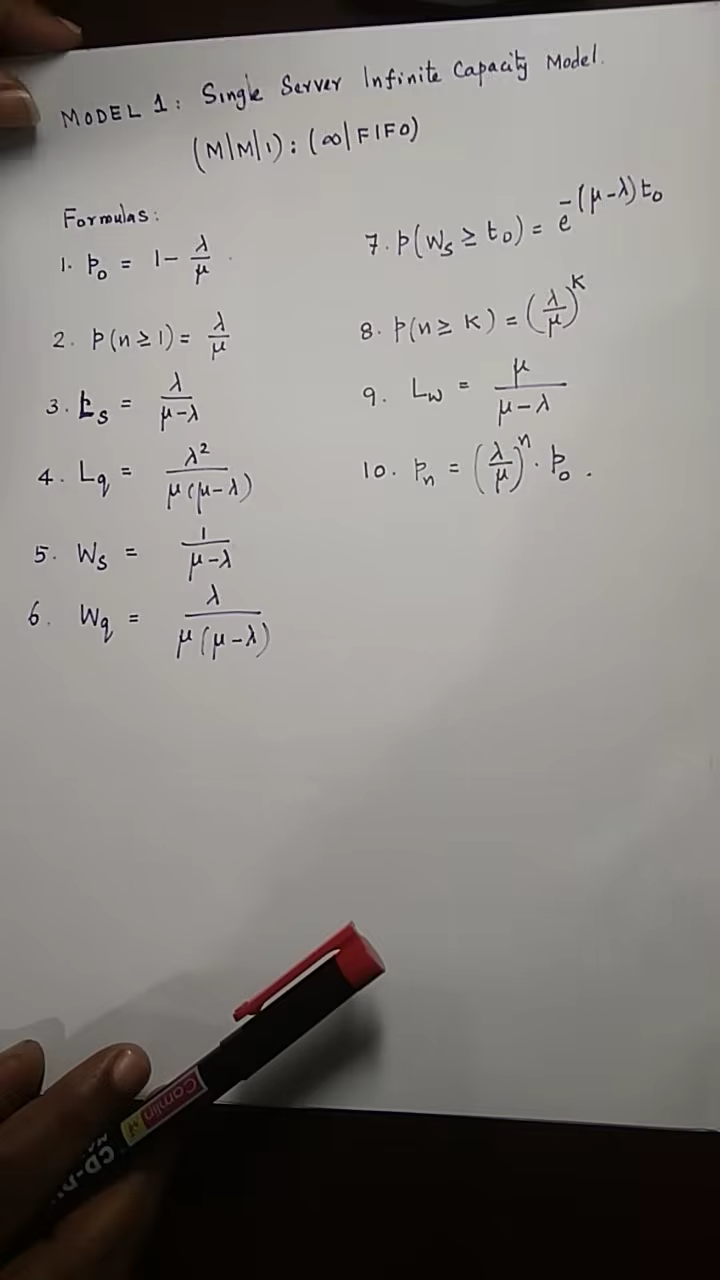 MODEL 1: Single Server Infinite Capacity Model.
(M|M|1) : (∞|FIFO)
Formulas:
1. p₀ = 1 - λ/μ
2. p(n ≥ 1) = λ/μ
3. Ls = λ/(μ-λ)
4. Lq = λ²/(μ(μ-λ))
5. Ws = 1/(μ-λ)
6. Wq = λ/(μ(μ-λ))
7. p(Ws ≥ t₀) = e^-(μ-λ)t₀
8. p(n ≥ K) = (λ/μ)^K
9. Lw = μ/(μ-λ)
10. pₙ = (λ/μ)^n · p₀.
Camlin